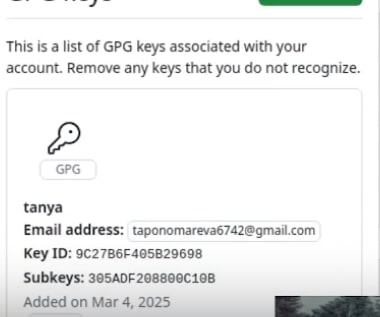 GPG keys
This is a list of GPG keys associated with your
account. Remove any keys that you do not recognize.
GPG
tanya
Email address: taponomareva6742@gmail.com
Key ID: 9C27B6F405B29698
Subkeys: 305ADF208800C10B
Added on Mar 4, 2025